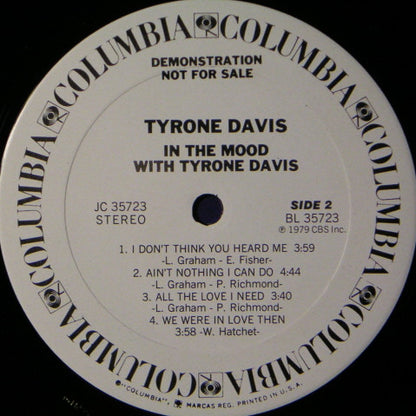 COLUMBIA COLUMBIA COLUMBIA COLUMBIA COLUMBIA COLUMBIA
DEMONSTRATION
NOT FOR SALE
TYRONE DAVIS
IN THE MOOD
WITH TYRONE DAVIS
JC 35723 SIDE 2
STEREO BL 35723
℗ 1979 CBS Inc.
1. I DON'T THINK YOU HEARD ME 3:59
-L. Graham- E. Fisher-
2. AIN'T NOTHING I CAN DO 4:44
-L. Graham - P. Richmond-
3. ALL THE LOVE I NEED 3:40
-L. Graham - P. Richmond-
4. WE WERE IN LOVE THEN
3:58 -W. Hatchet-
"COLUMBIA", MARCAS REG. PRINTED IN U.S.A.